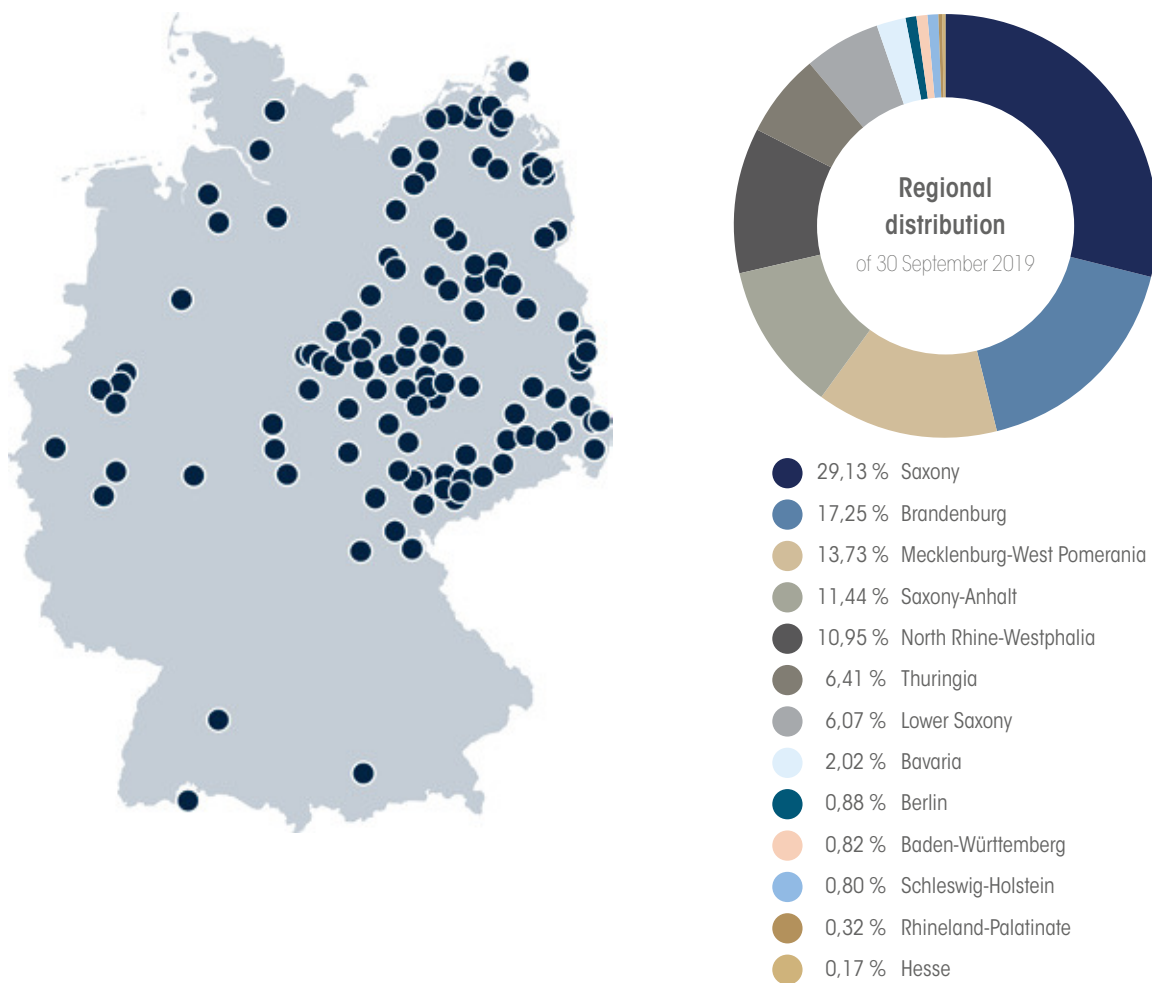 Regional
distribution
of 30 September 2019
29,13 % Saxony
17,25 % Brandenburg
13,73 % Mecklenburg-West Pomerania
11,44 % Saxony-Anhalt
10,95 % North Rhine-Westphalia
6,41 % Thuringia
6,07 % Lower Saxony
2,02 % Bavaria
0,88 % Berlin
0,82 % Baden-Württemberg
0,80 % Schleswig-Holstein
0,32 % Rhineland-Palatinate
0,17 % Hesse